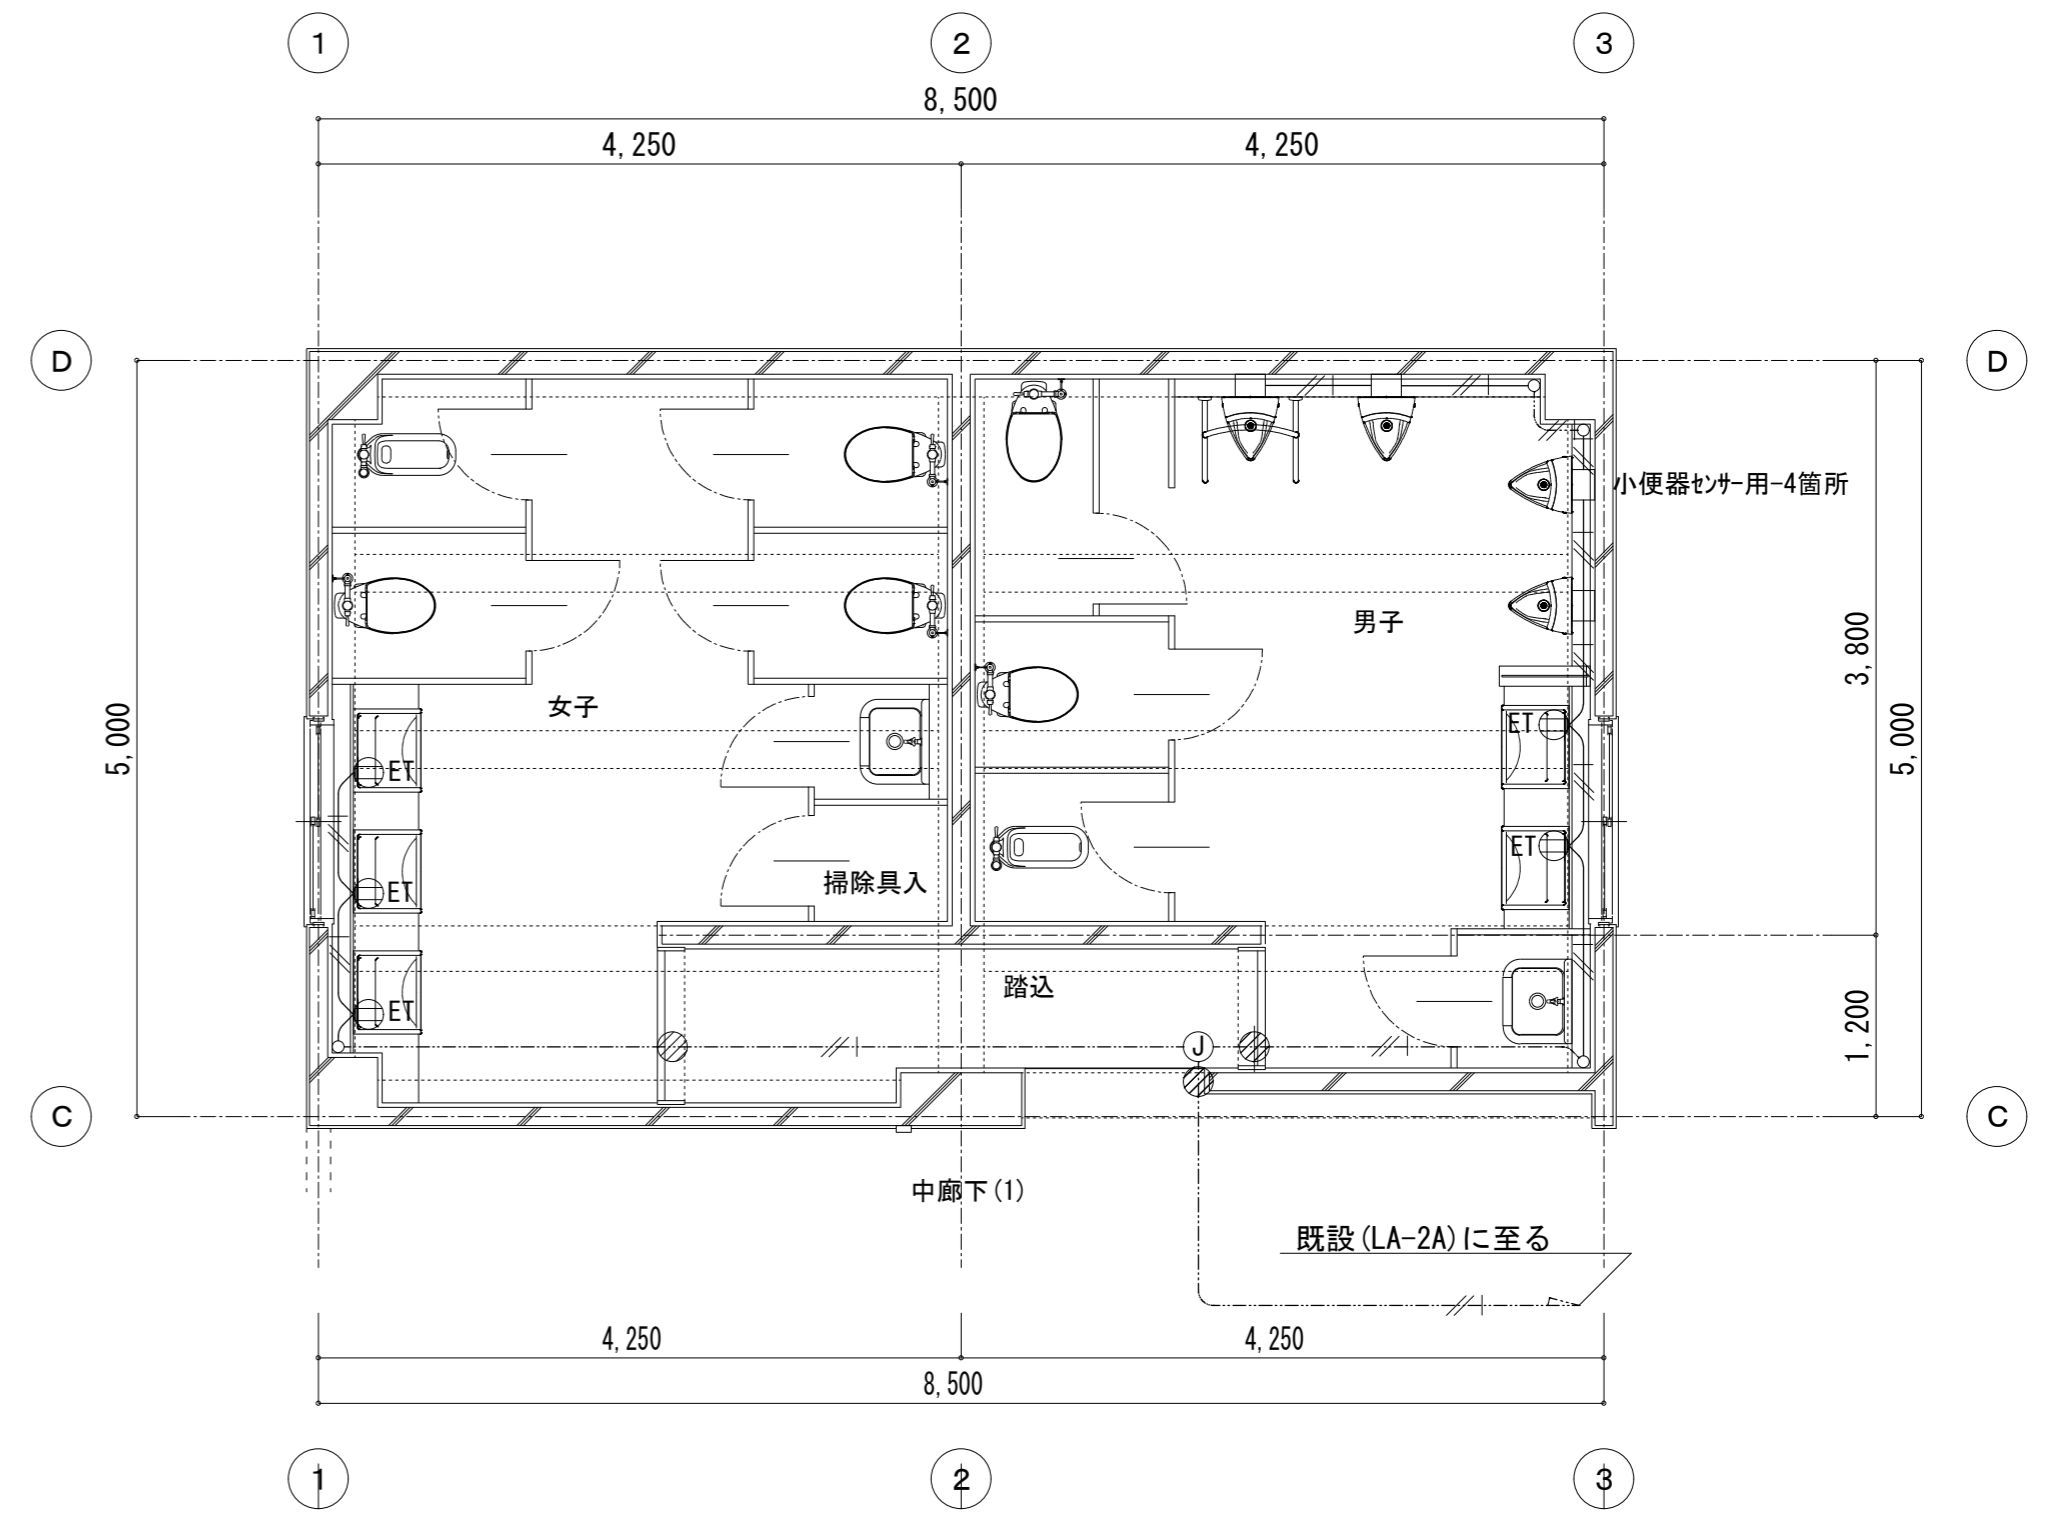 1
2
3
8,500
4,250
4,250
D
D
小便器ｾﾝｻｰ用-4箇所
男子
3,800
女子
5,000
5,000
ET
ET
ET
ET
掃除具入
ET
踏込
1,200
J
C
C
中廊下(1)
既設(LA-2A)に至る
4,250
4,250
8,500
1
2
3